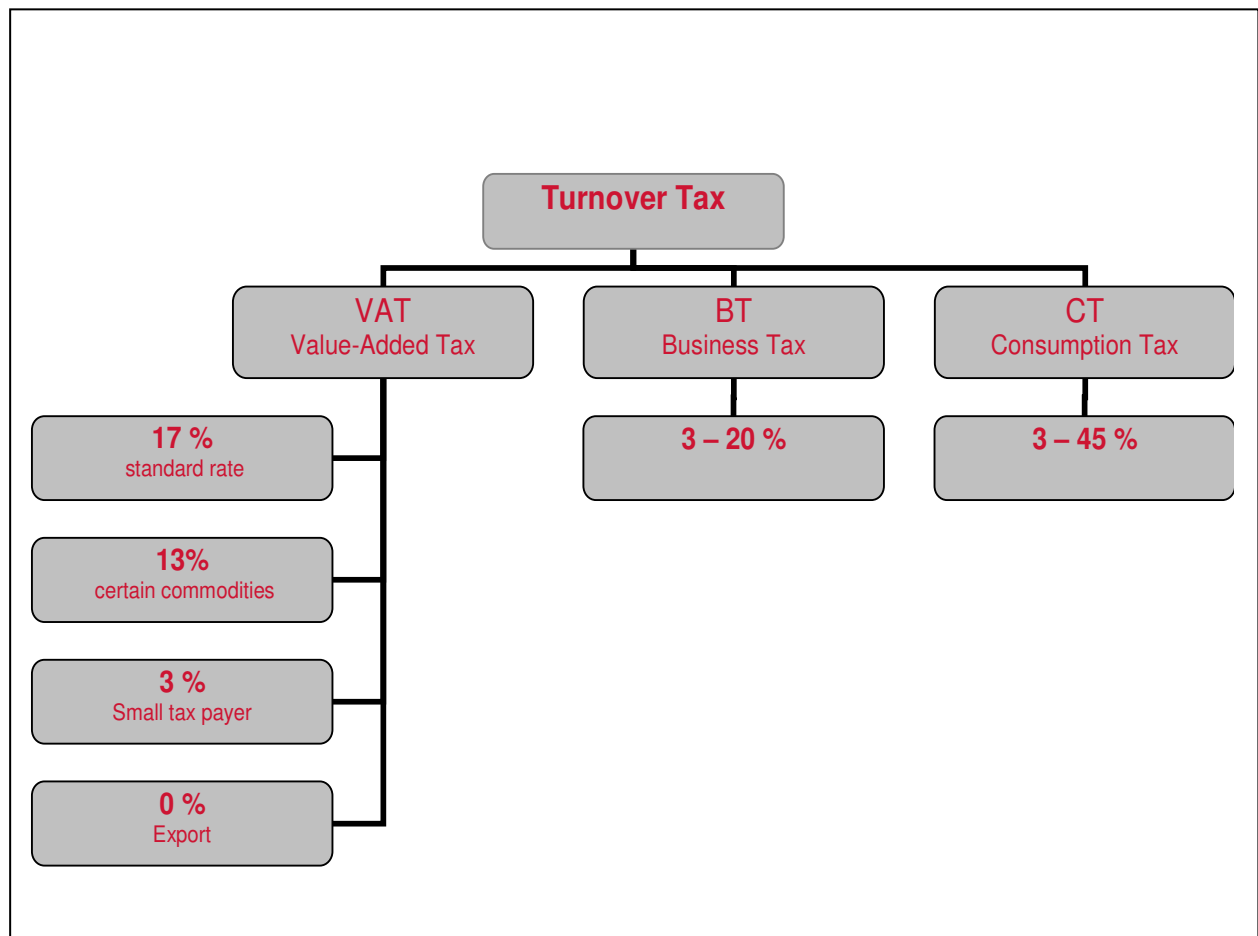 Turnover Tax
VAT
Value-Added Tax
BT
Business Tax
CT
Consumption Tax
17 %
standard rate
3 – 20 %
3 – 45 %
13%
certain commodities
3 %
Small tax payer
0 %
Export